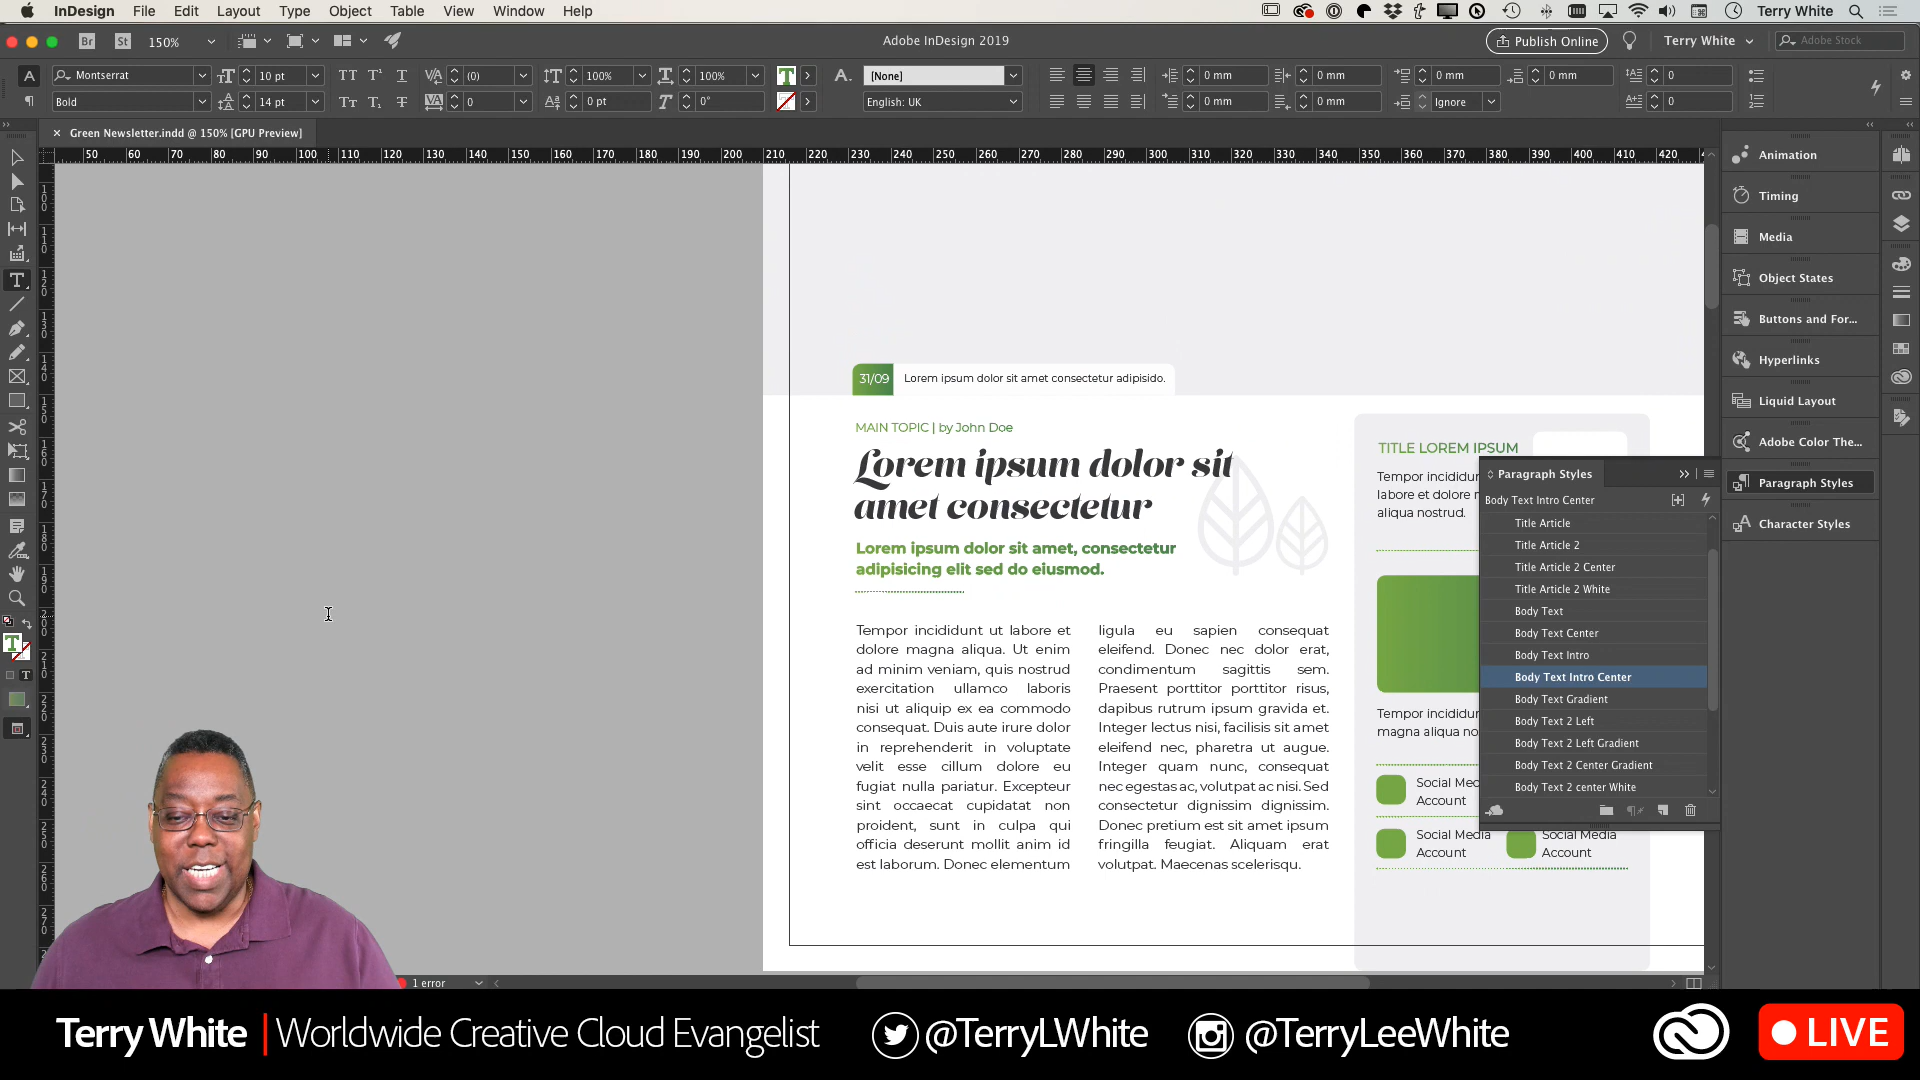 InDesign File Edit Layout Type Object Table View Window Help Terry White
Br St 150% Adobe InDesign 2019 Publish Online Terry White Adobe Stock
Montserrat 10 pt (0) 100% 100% [None] 0 mm 0 mm 0 mm 0 mm 0
Bold 14 pt 0 0 pt 0° English: UK 0 mm 0 mm Ignore 0
Green Newsletter.indd @ 150% [GPU Preview]
50 60 70 80 90 100 110 120 130 140 150 160 170 180 190 200 210 220 230 240 250 260 270 280 290 300 310 320 330 340 350 360 370 380 390 400 410 420
31/09 Lorem ipsum dolor sit amet consectetur adipisido.
MAIN TOPIC | by John Doe
Lorem ipsum dolor sit
amet consectetur
Lorem ipsum dolor sit amet, consectetur
adipisicing elit sed do eiusmod.
Tempor incididunt ut labore et
dolore magna aliqua. Ut enim
ad minim veniam, quis nostrud
exercitation ullamco laboris
nisi ut aliquip ex ea commodo
consequat. Duis aute irure dolor
in reprehenderit in voluptate
velit esse cillum dolore eu
fugiat nulla pariatur. Excepteur
sint occaecat cupidatat non
proident, sunt in culpa qui
officia deserunt mollit anim id
est laborum. Donec elementum
ligula eu sapien consequat
eleifend. Donec nec dolor erat,
condimentum sagittis sem.
Praesent porttitor porttitor risus,
dapibus rutrum ipsum gravida et.
Integer lectus nisi, facilisis sit amet
eleifend nec, pharetra ut augue.
Integer quam nunc, consequat
nec egestas ac, volutpat ac nisi. Sed
consectetur dignissim dignissim.
Donec pretium est sit amet ipsum
fringilla feugiat. Aliquam erat
volutpat. Maecenas scelerisqu.
TITLE LOREM IPSUM
Tempor incididun
labore et dolore m
aliqua nostrud.
Tempor incididun
magna aliqua no
Social Med
Account
Social Media
Account
Social Media
Account
Paragraph Styles
Body Text Intro Center
Title Article
Title Article 2
Title Article 2 Center
Title Article 2 White
Body Text
Body Text Center
Body Text Intro
Body Text Intro Center
Body Text Gradient
Body Text 2 Left
Body Text 2 Left Gradient
Body Text 2 Center Gradient
Body Text 2 center White
Animation
Timing
Media
Object States
Buttons and For...
Hyperlinks
Liquid Layout
Adobe Color The...
Paragraph Styles
Character Styles
1 error
Terry White | Worldwide Creative Cloud Evangelist @TerryLWhite @TerryLeeWhite LIVE